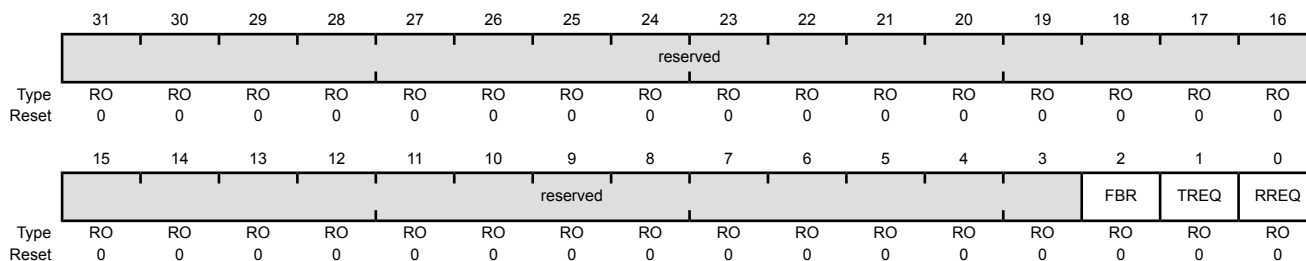 31 30 29 28 27 26 25 24 23 22 21 20 19 18 17 16
reserved
Type RO RO RO RO RO RO RO RO RO RO RO RO RO RO RO RO
Reset 0 0 0 0 0 0 0 0 0 0 0 0 0 0 0 0
15 14 13 12 11 10 9 8 7 6 5 4 3 2 1 0
reserved FBR TREQ RREQ
Type RO RO RO RO RO RO RO RO RO RO RO RO RO RO RO RO
Reset 0 0 0 0 0 0 0 0 0 0 0 0 0 0 0 0